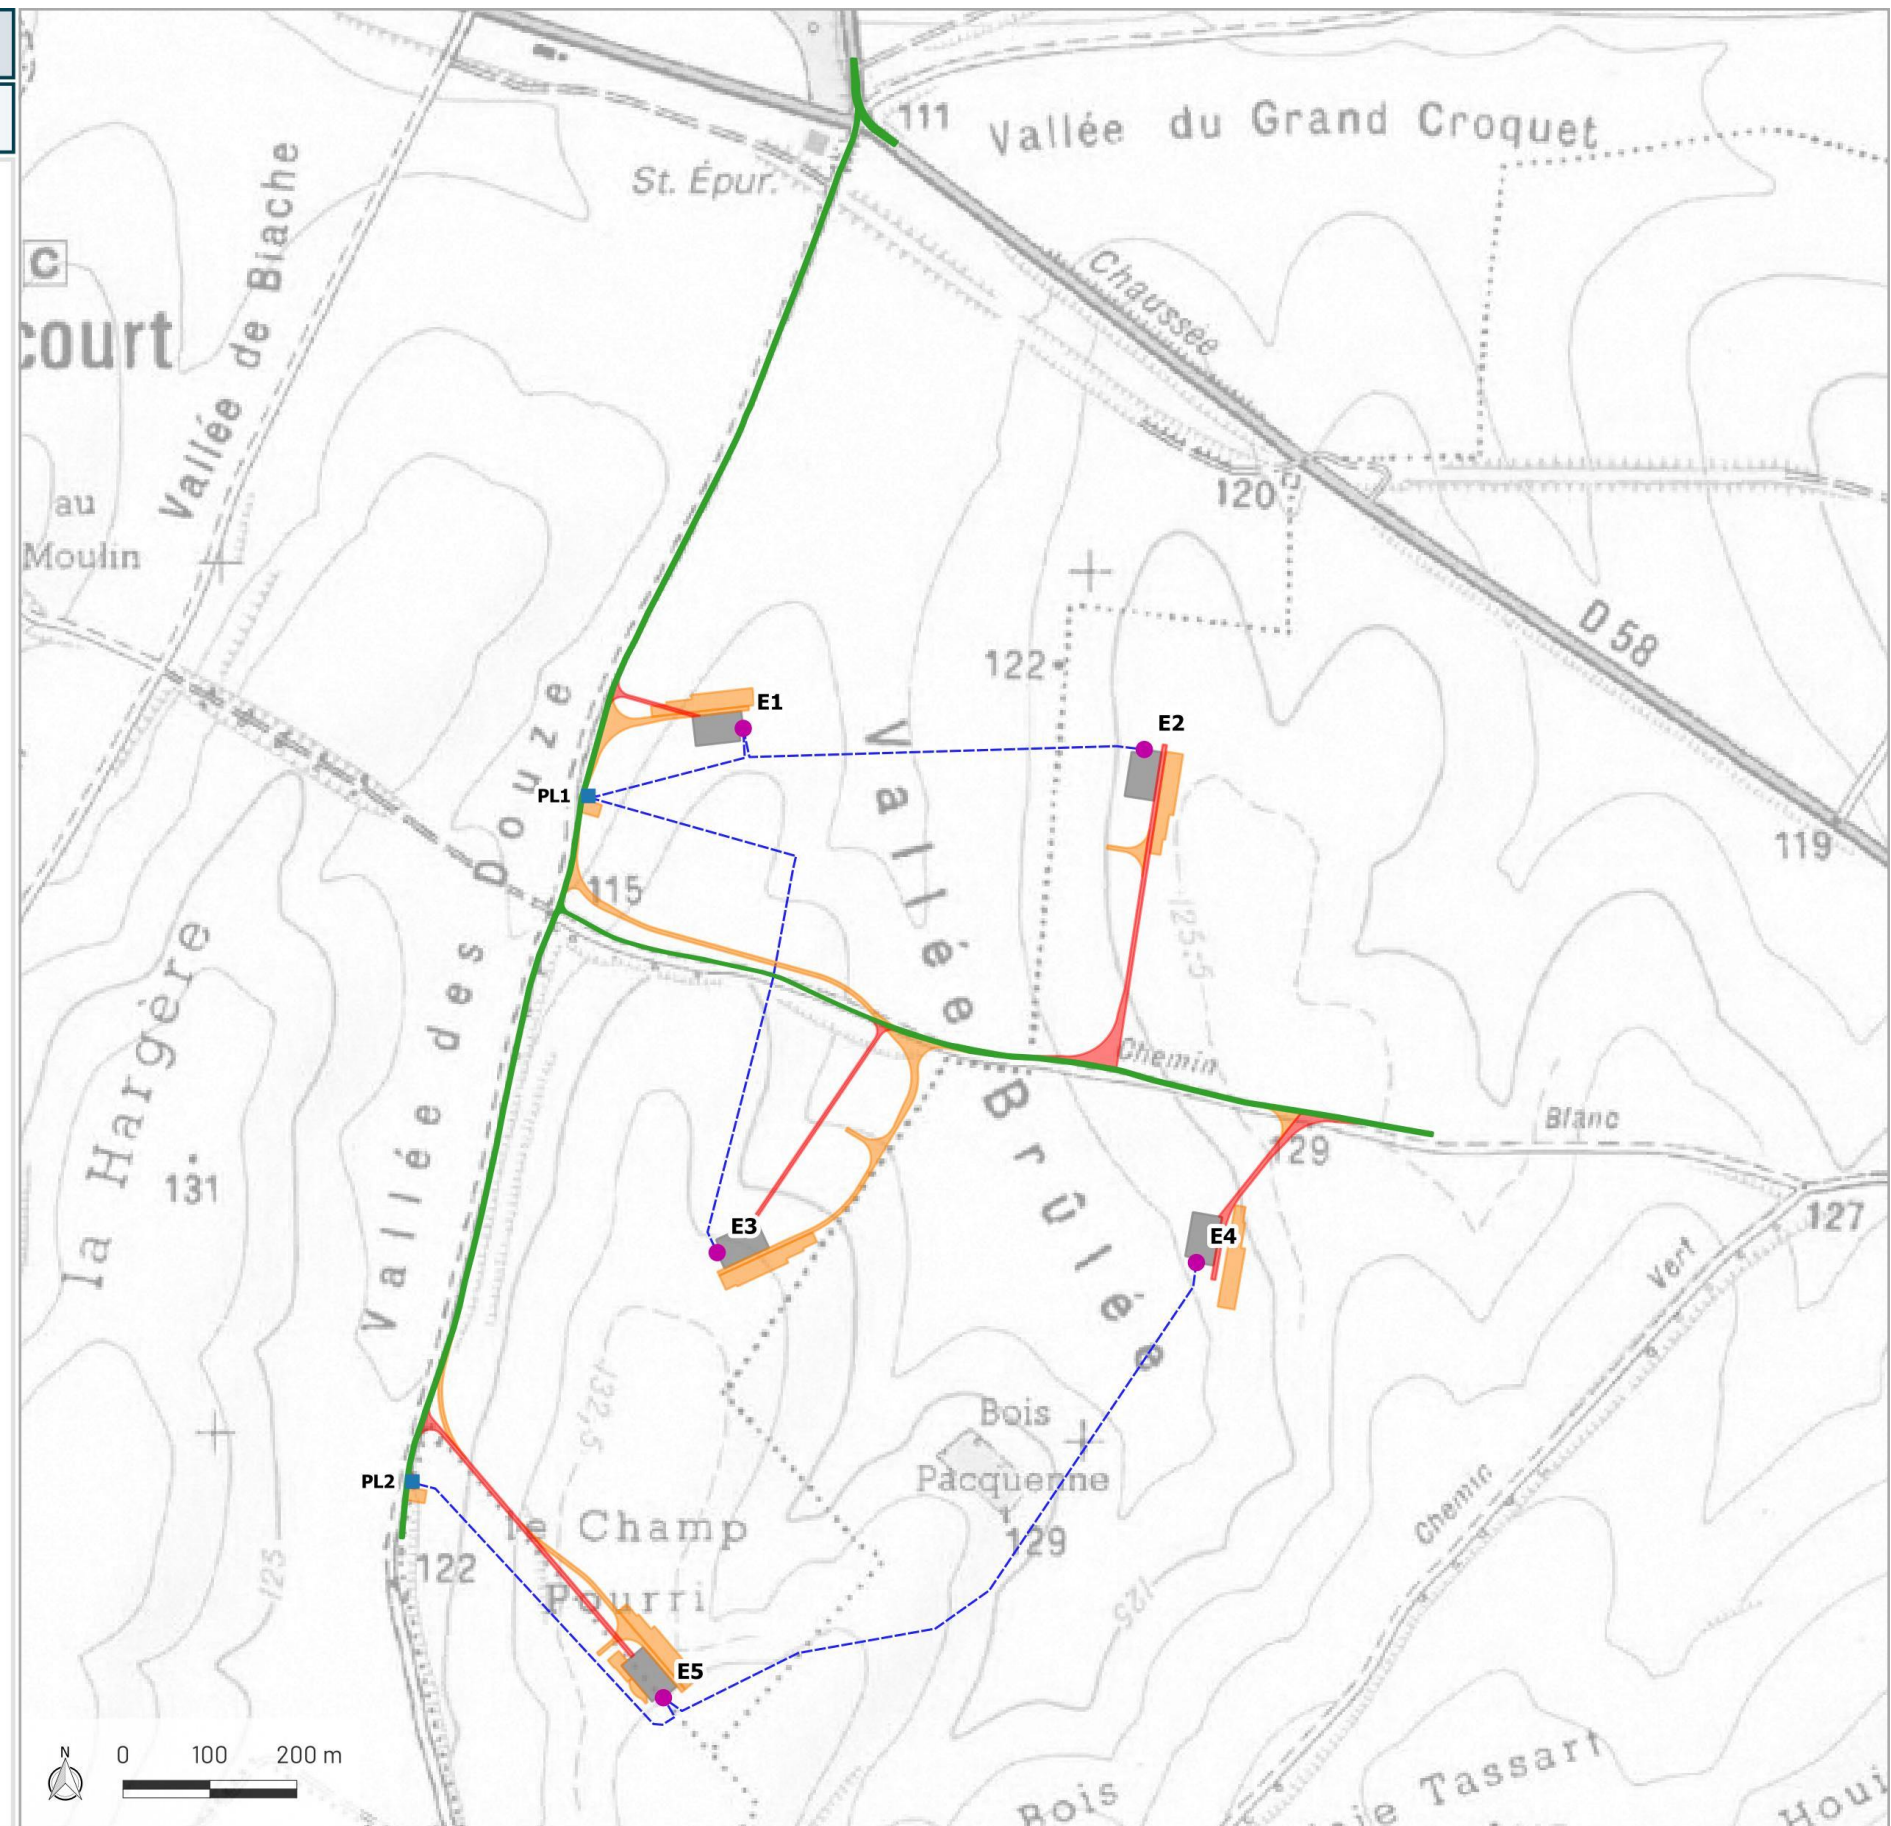 111
Vallée du Grand Croquet
St. Épur.
Vallée de Biache
C
court
Chaussée
au
Moulin
120
D 58
122
E1
E2
PL1
Vallée des Douze
115
Vallée Brûlée
119
125,5
la Hargère
131
Chemin
Blanc
129
127
E3
E4
Vert
Chemin
132,5
Bois
Pacquenne
129
PL2
le Champ
Pourri
122
125
125
E5
N
0 100 200 m
Bois
Tassart
Houi